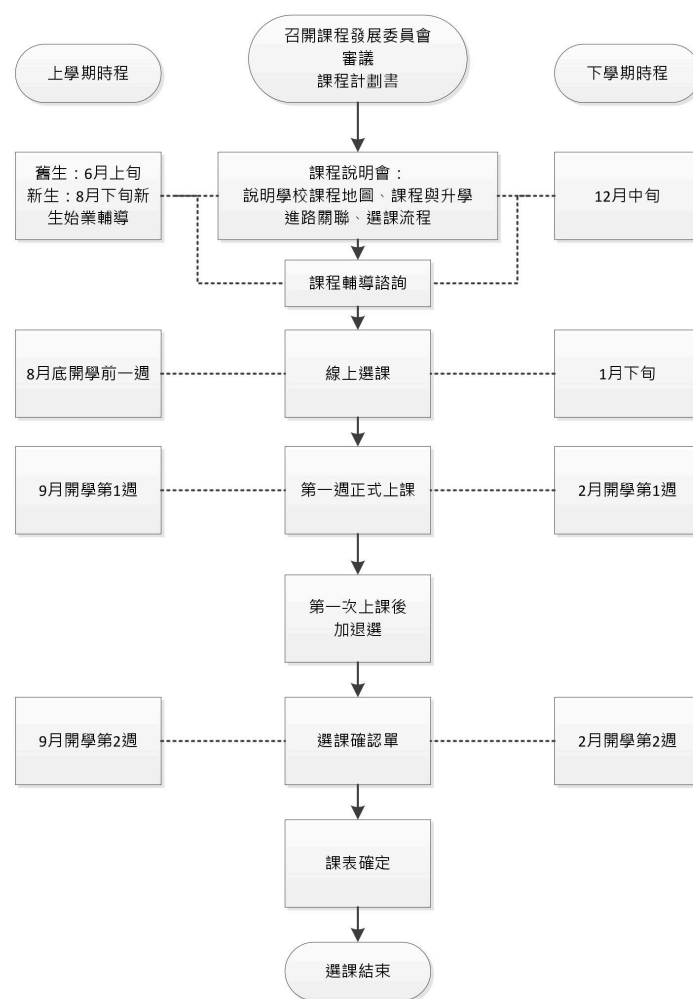 召開課程發展委員會
審議
課程計劃書
上學期時程
下學期時程
舊生：6月上旬
新生：8月下旬新
生始業輔導
課程說明會：
說明學校課程地圖、課程與升學
進路關聯、選課流程
12月中旬
課程輔導諮詢
8月底開學前一週
線上選課
1月下旬
9月開學第1週
第一週正式上課
2月開學第1週
第一次上課後
加退選
9月開學第2週
選課確認單
2月開學第2週
課表確定
選課結束